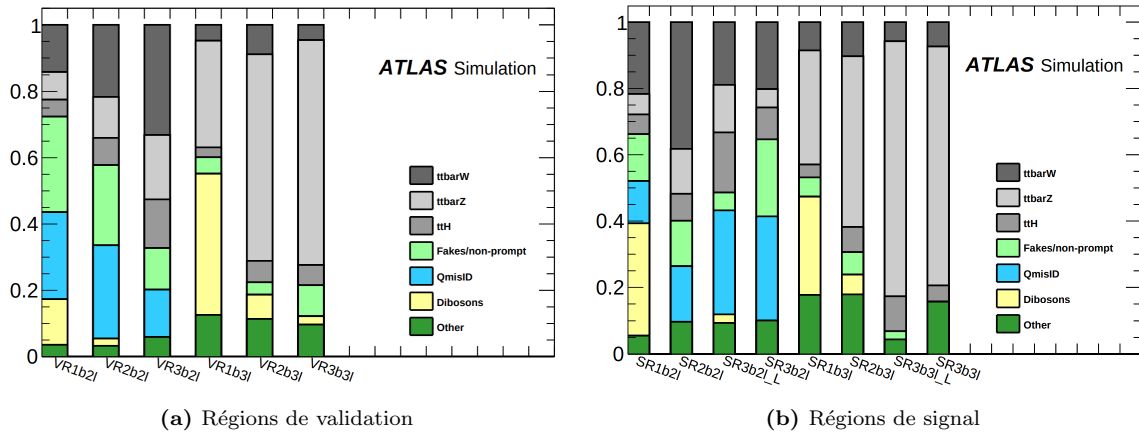 1
0.8
0.6
0.4
0.2
0
ATLAS Simulation
ttbarW
ttbarZ
ttH
Fakes/non-prompt
QmisID
Dibosons
Other
VR1b2l
VR2b2l
VR3b2l
VR1b3l
VR2b3l
VR3b3l
(a) Régions de validation
1
0.8
0.6
0.4
0.2
0
ATLAS Simulation
ttbarW
ttbarZ
ttH
Fakes/non-prompt
QmisID
Dibosons
Other
SR1b2l
SR2b2l
SR3b2l_L
SR3b2l
SR1b3l
SR2b3l
SR3b3l_L
SR3b3l
(b) Régions de signal